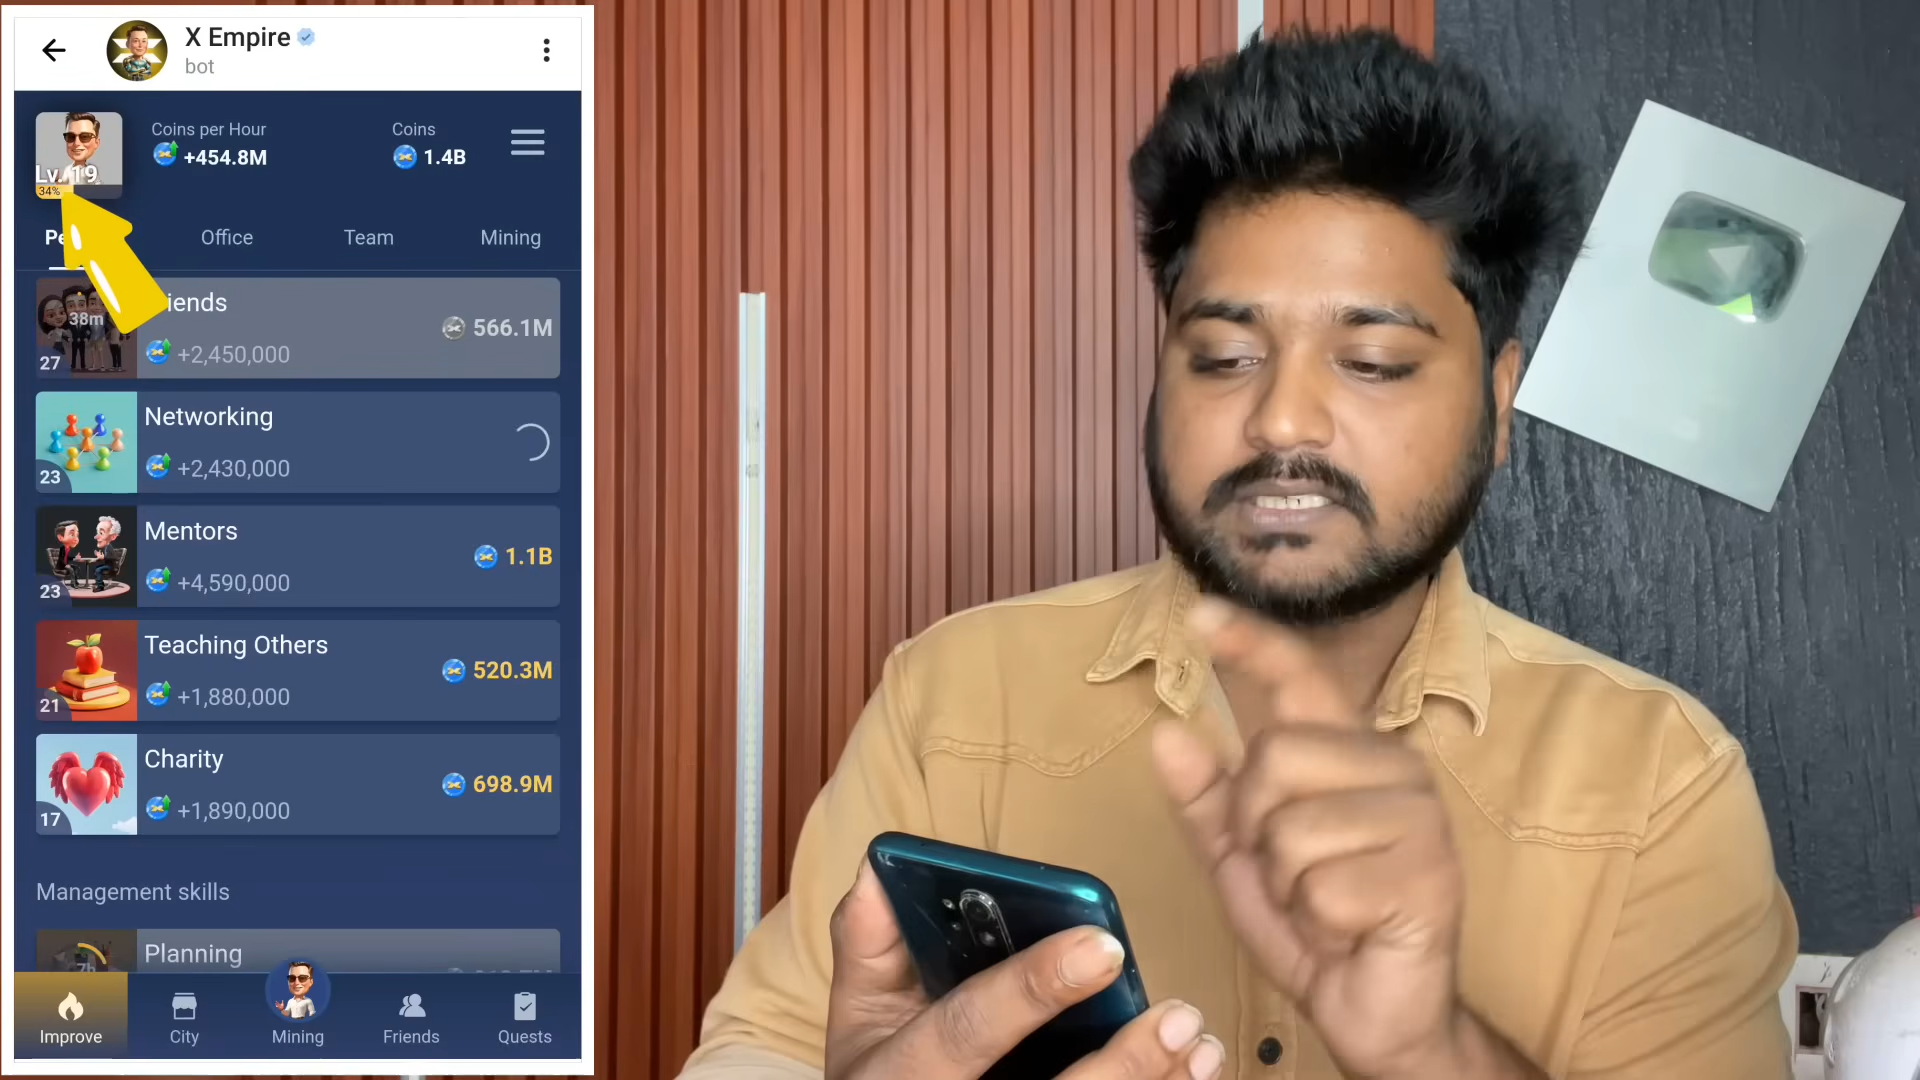 X Empire
bot
Coins per Hour
+454.8M
Coins
1.4B
Lv. 19
34%
Office
Team
Mining
38m
27
566.1M
+2,450,000
Networking
23
+2,430,000
Mentors
23
1.1B
+4,590,000
Teaching Others
21
520.3M
+1,880,000
Charity
17
698.9M
+1,890,000
Management skills
Planning
Improve
City
Mining
Friends
Quests